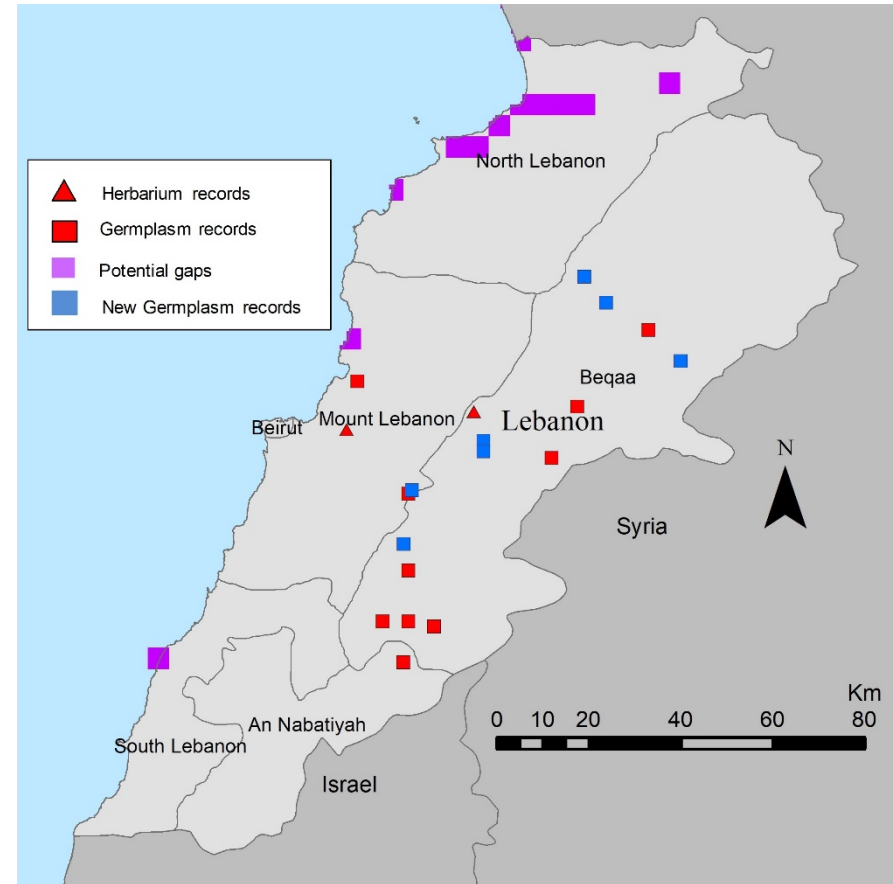 North Lebanon
Herbarium records
Germplasm records
Potential gaps
New Germplasm records
Beqaa
Mount Lebanon
Lebanon
Beirut
N
Syria
Km
0 10 20 40 60 80
An Nabatiyah
South Lebanon
Israel